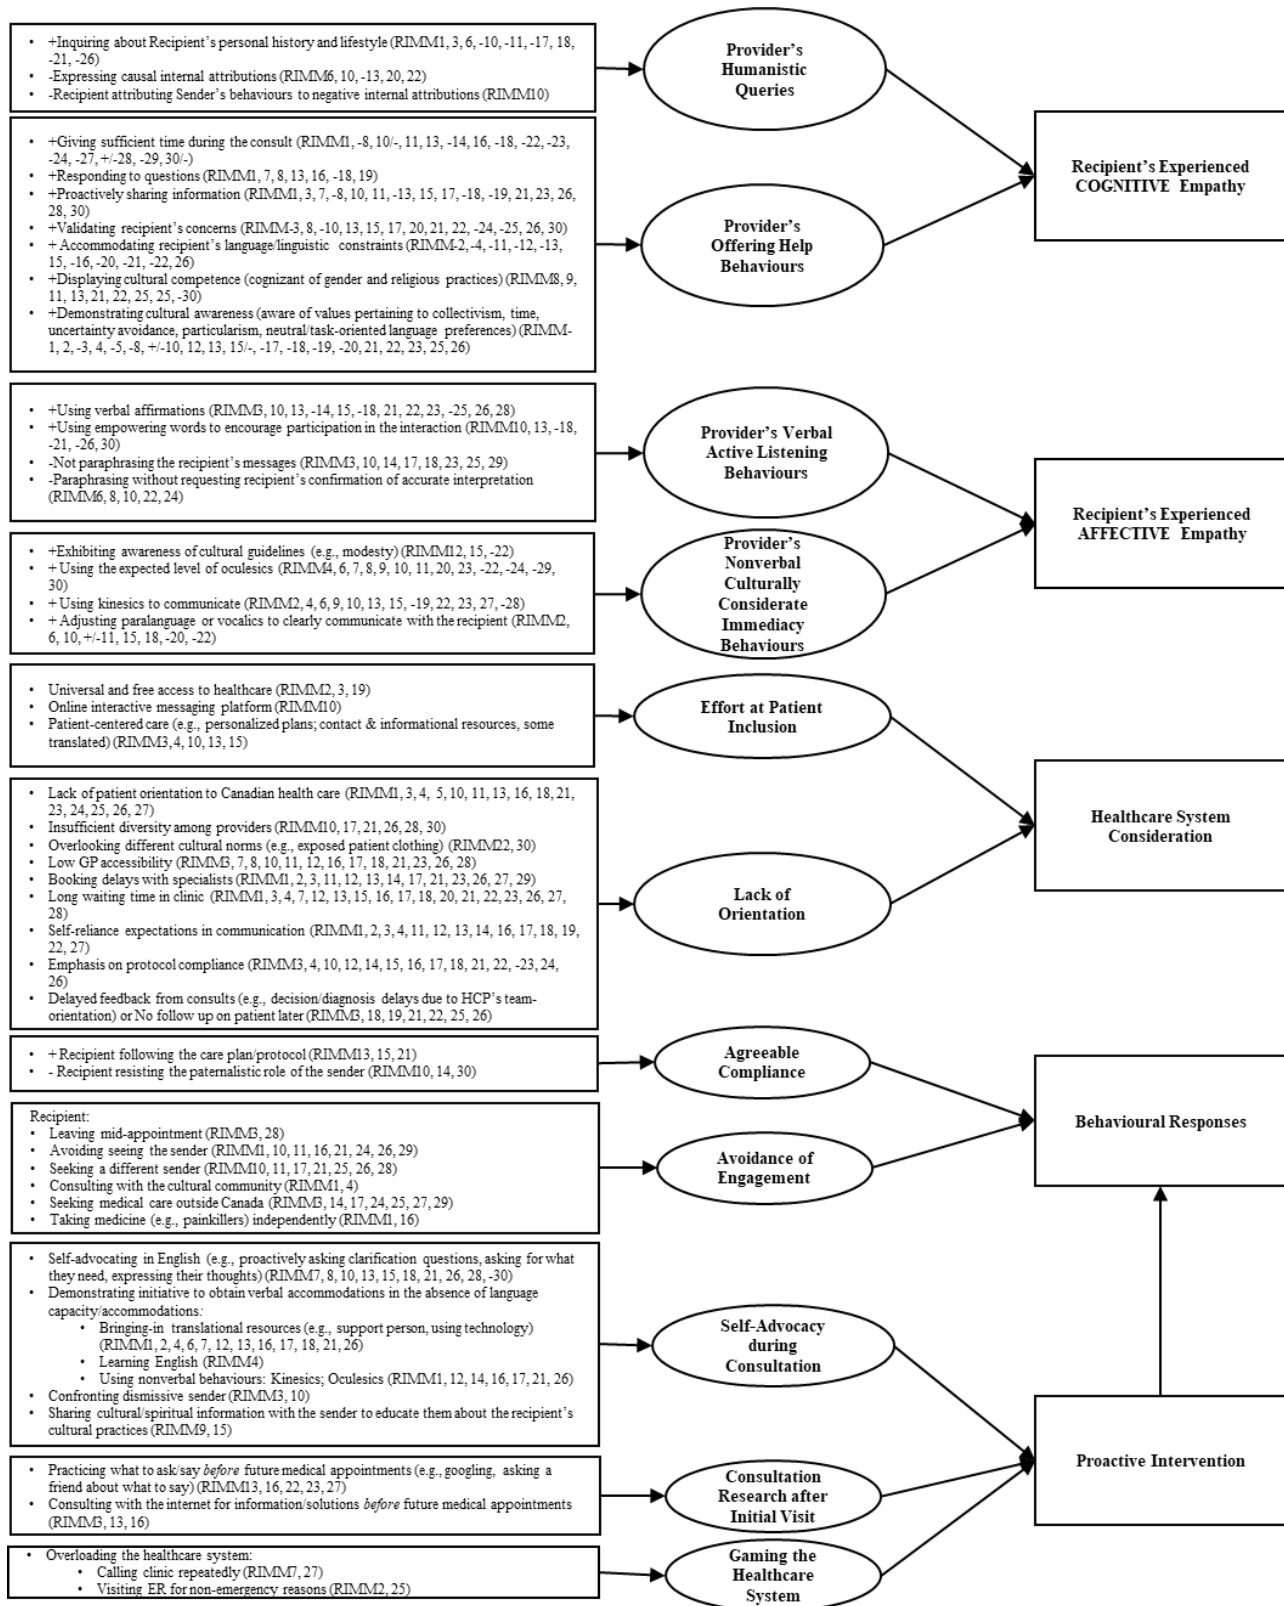 • +Inquiring about Recipient's personal history and lifestyle (RIMM1, 3, 6, -10, -11, -17, 18,
-21, -26)
• -Expressing causal internal attributions (RIMM6, 10, -13, 20, 22)
• -Recipient attributing Sender's behaviours to negative internal attributions (RIMM10)
Provider's
Humanistic
Queries
• +Giving sufficient time during the consult (RIMM1, -8, 10/-, 11, 13, -14, 16, -18, -22, -23,
-24, -27, +/-28, -29, 30/-)
• +Responding to questions (RIMM1, 7, 8, 13, 16, -18, 19)
• +Proactively sharing information (RIMM1, 3, 7, -8, 10, 11, -13, 15, 17, -18, -19, 21, 23, 26,
28, 30)
• +Validating recipient's concerns (RIMM-3, 8, -10, 13, 15, 17, 20, 21, 22, -24, -25, 26, 30)
• + Accommodating recipient's language/linguistic constraints (RIMM-2, -4, -11, -12, -13,
15, -16, -20, -21, -22, 26)
• +Displaying cultural competence (cognizant of gender and religious practices) (RIMM8, 9,
11, 13, 21, 22, 25, 25, -30)
• +Demonstrating cultural awareness (aware of values pertaining to collectivism, time,
uncertainty avoidance, particularism, neutral/task-oriented language preferences) (RIMM-
1, 2, -3, 4, -5, -8, +/-10, 12, 13, 15/-, -17, -18, -19, -20, 21, 22, 23, 25, 26)
Provider's
Offering Help
Behaviours
Recipient's Experienced
COGNITIVE Empathy
• +Using verbal affirmations (RIMM3, 10, 13, -14, 15, -18, 21, 22, 23, -25, 26, 28)
• +Using empowering words to encourage participation in the interaction (RIMM10, 13, -18,
-21, -26, 30)
• -Not paraphrasing the recipient's messages (RIMM3, 10, 14, 17, 18, 23, 25, 29)
• -Paraphrasing without requesting recipient's confirmation of accurate interpretation
(RIMM6, 8, 10, 22, 24)
Provider's Verbal
Active Listening
Behaviours
• +Exhibiting awareness of cultural guidelines (e.g., modesty) (RIMM12, 15, -22)
• + Using the expected level of oculesics (RIMM4, 6, 7, 8, 9, 10, 11, 20, 23, -22, -24, -29,
30)
• + Using kinesics to communicate (RIMM2, 4, 6, 9, 10, 13, 15, -19, 22, 23, 27, -28)
• + Adjusting paralanguage or vocalics to clearly communicate with the recipient (RIMM2,
6, 10, +/-11, 15, 18, -20, -22)
Provider's
Nonverbal
Culturally
Considerate
Immediacy
Behaviours
Recipient's Experienced
AFFECTIVE Empathy
• Universal and free access to healthcare (RIMM2, 3, 19)
• Online interactive messaging platform (RIMM10)
• Patient-centered care (e.g., personalized plans; contact & informational resources, some
translated) (RIMM3, 4, 10, 13, 15)
Effort at Patient
Inclusion
• Lack of patient orientation to Canadian health care (RIMM1, 3, 4, 5, 10, 11, 13, 16, 18, 21,
23, 24, 25, 26, 27)
• Insufficient diversity among providers (RIMM10, 17, 21, 26, 28, 30)
• Overlooking different cultural norms (e.g., exposed patient clothing) (RIMM22, 30)
• Low GP accessibility (RIMM3, 7, 8, 10, 11, 12, 16, 17, 18, 21, 23, 26, 28)
• Booking delays with specialists (RIMM1, 2, 3, 11, 12, 13, 14, 17, 21, 23, 26, 27, 29)
• Long waiting time in clinic (RIMM1, 3, 4, 7, 12, 13, 15, 16, 17, 18, 20, 21, 22, 23, 26, 27,
28)
• Self-reliance expectations in communication (RIMM1, 2, 3, 4, 11, 12, 13, 14, 16, 17, 18, 19,
22, 27)
• Emphasis on protocol compliance (RIMM3, 4, 10, 12, 14, 15, 16, 17, 18, 21, 22, -23, 24,
26)
• Delayed feedback from consults (e.g., decision/diagnosis delays due to HCP's team-
orientation) or No follow up on patient later (RIMM3, 18, 19, 21, 22, 25, 26)
Lack of
Orientation
Healthcare System
Consideration
• + Recipient following the care plan/protocol (RIMM13, 15, 21)
• - Recipient resisting the paternalistic role of the sender (RIMM10, 14, 30)
Agreeable
Compliance
Recipient:
• Leaving mid-appointment (RIMM3, 28)
• Avoiding seeing the sender (RIMM1, 10, 11, 16, 21, 24, 26, 29)
• Seeking a different sender (RIMM10, 11, 17, 21, 25, 26, 28)
• Consulting with the cultural community (RIMM1, 4)
• Seeking medical care outside Canada (RIMM3, 14, 17, 24, 25, 27, 29)
• Taking medicine (e.g., painkillers) independently (RIMM1, 16)
Avoidance of
Engagement
Behavioural Responses
• Self-advocating in English (e.g., proactively asking clarification questions, asking for what
they need, expressing their thoughts) (RIMM7, 8, 10, 13, 15, 18, 21, 26, 28, -30)
• Demonstrating initiative to obtain verbal accommodations in the absence of language
capacity/accommodations:
• Bringing-in translational resources (e.g., support person, using technology)
(RIMM1, 2, 4, 6, 7, 12, 13, 16, 17, 18, 21, 26)
• Learning English (RIMM4)
• Using nonverbal behaviours: Kinesics; Oculesics (RIMM1, 12, 14, 16, 17, 21, 26)
• Confronting dismissive sender (RIMM3, 10)
• Sharing cultural/spiritual information with the sender to educate them about the recipient's
cultural practices (RIMM9, 15)
Self-Advocacy
during
Consultation
• Practicing what to ask/say before future medical appointments (e.g., googling, asking a
friend about what to say) (RIMM13, 16, 22, 23, 27)
• Consulting with the internet for information/solutions before future medical appointments
(RIMM3, 13, 16)
Consultation
Research after
Initial Visit
Proactive Intervention
• Overloading the healthcare system:
• Calling clinic repeatedly (RIMM7, 27)
• Visiting ER for non-emergency reasons (RIMM2, 25)
Gaming the
Healthcare
System